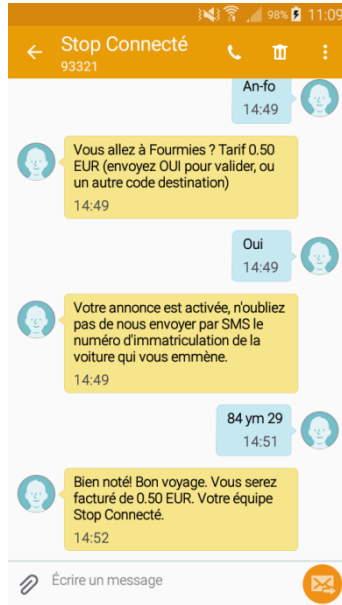 98% 11:09
Stop Connecté
93321
An-fo
14:49
Vous allez à Fourmies ? Tarif 0.50
EUR (envoyez OUI pour valider, ou
un autre code destination)
14:49
Oui
14:49
Votre annonce est activée, n'oubliez
pas de nous envoyer par SMS le
numéro d'immatriculation de la
voiture qui vous emmène.
14:49
84 ym 29
14:51
Bien noté! Bon voyage. Vous serez
facturé de 0.50 EUR. Votre équipe
Stop Connecté.
14:52
Écrire un message